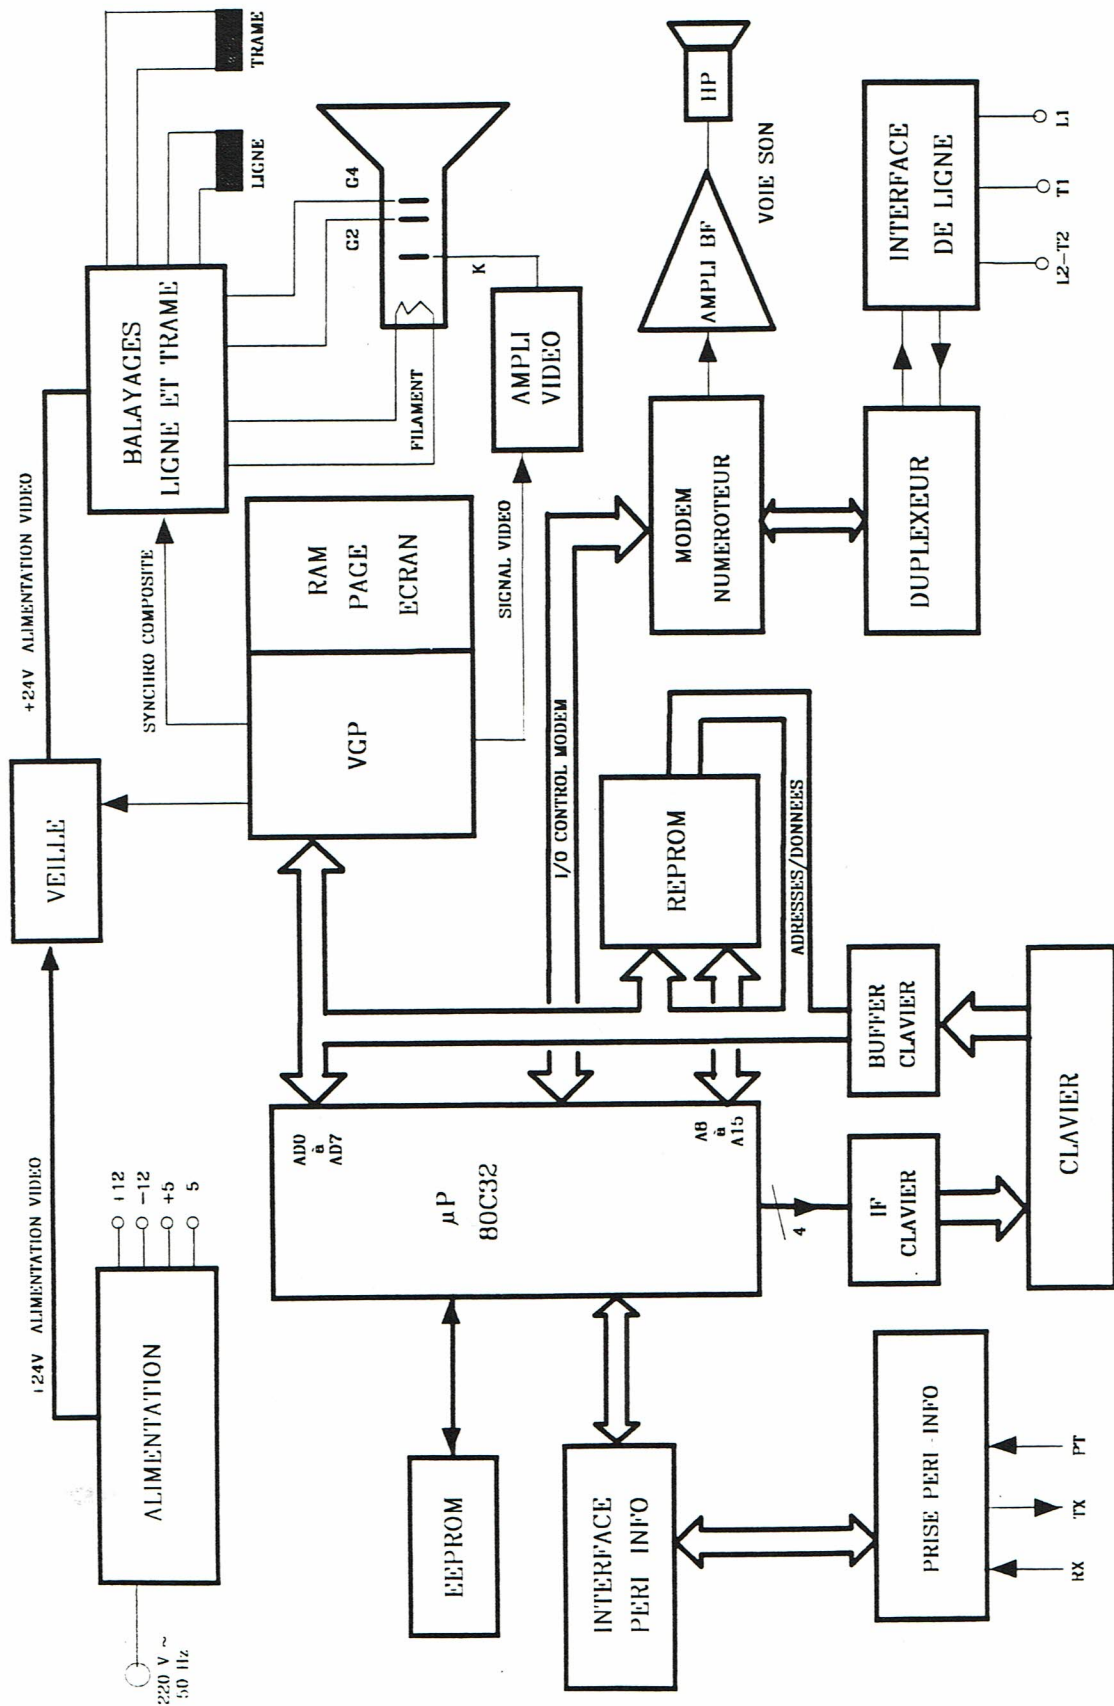 220 V ~
50 Hz
ALIMENTATION
+12
-12
+5
5
+24V ALIMENTATION VIDEO
VEILLE
+24V ALIMENTATION VIDEO
BALAYAGES
LIGNE ET TRAME
TRAME
LIGNE
SYNCHRO COMPOSITE
G2
G4
FILAMENT
K
AMPLI
VIDEO
SIGNAL VIDEO
VGP
RAM
PAGE
ECRAN
EEPROM
µP
80C32
AD0
à
AD7
A8
à
A15
I/O CONTROL MODEM
REPROM
ADRESSES/DONNEES
MODEM
NUMEROTEUR
AMPLI BF
HP
VOIE SON
INTERFACE
PERI INFO
4
IF
CLAVIER
BUFFER
CLAVIER
CLAVIER
DUPLEXEUR
INTERFACE
DE LIGNE
L2-T2
T1
L1
PRISE PERI-INFO
RX
TX
PT